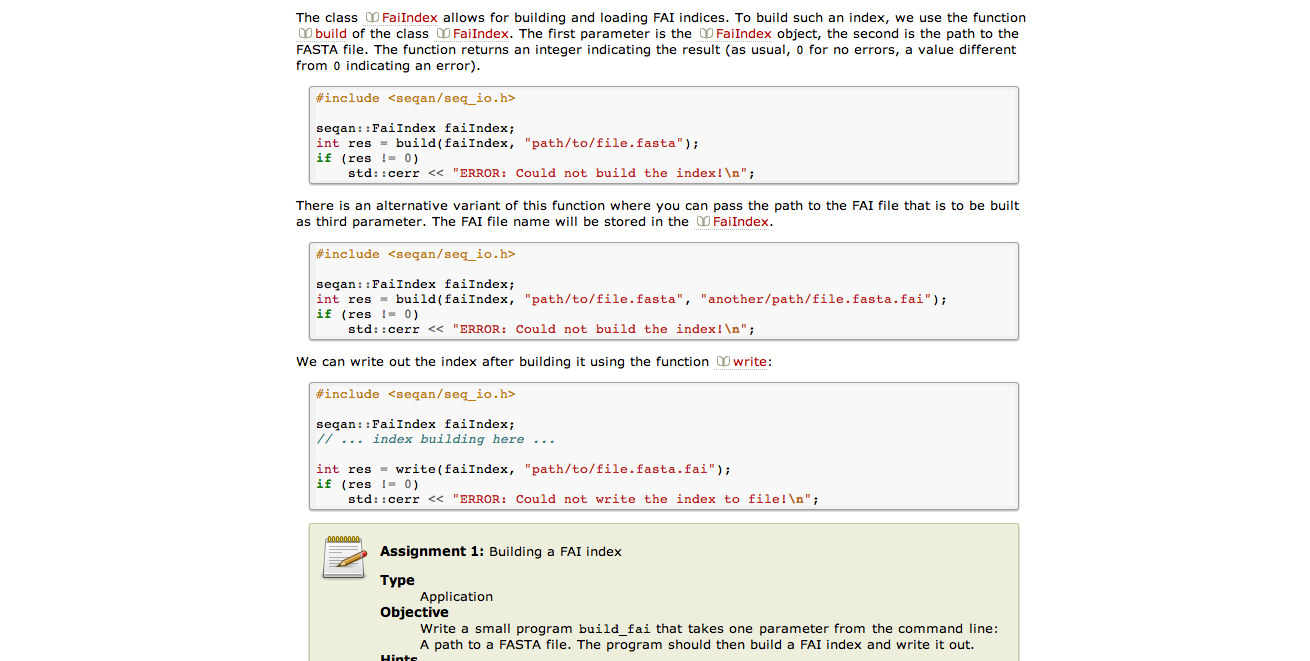 The class FaiIndex allows for building and loading FAI indices. To build such an index, we use the function
build of the class FaiIndex. The first parameter is the FaiIndex object, the second is the path to the
FASTA file. The function returns an integer indicating the result (as usual, 0 for no errors, a value different
from 0 indicating an error).
#include <seqan/seq_io.h>
seqan::FaiIndex faiIndex;
int res = build(faiIndex, "path/to/file.fasta");
if (res != 0)
    std::cerr << "ERROR: Could not build the index!\n";
There is an alternative variant of this function where you can pass the path to the FAI file that is to be built
as third parameter. The FAI file name will be stored in the FaiIndex.
#include <seqan/seq_io.h>
seqan::FaiIndex faiIndex;
int res = build(faiIndex, "path/to/file.fasta", "another/path/file.fasta.fai");
if (res != 0)
    std::cerr << "ERROR: Could not build the index!\n";
We can write out the index after building it using the function write:
#include <seqan/seq_io.h>
seqan::FaiIndex faiIndex;
// ... index building here ...
int res = write(faiIndex, "path/to/file.fasta.fai");
if (res != 0)
    std::cerr << "ERROR: Could not write the index to file!\n";
Assignment 1: Building a FAI index
Type
Application
Objective
Write a small program build_fai that takes one parameter from the command line:
A path to a FASTA file. The program should then build a FAI index and write it out.
Hints